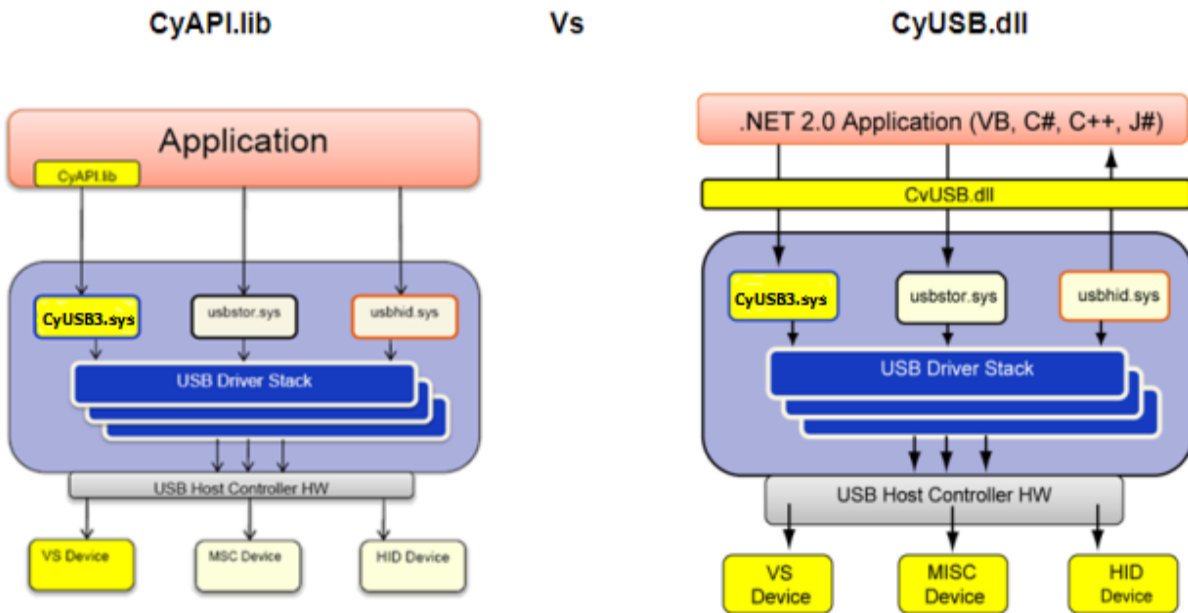 CyAPI.lib
Vs
CyUSB.dll
Application
CyAPI.lib
CyUSB3.sys
usbstor.sys
usbhid.sys
USB Driver Stack
USB Host Controller HW
VS Device
MSC Device
HID Device
.NET 2.0 Application (VB, C#, C++, J#)
CvUSB.dll
CyUSB3.sys
usbstor.sys
usbhid.sys
USB Driver Stack
USB Host Controller HW
VS
Device
MISC
Device
HID
Device